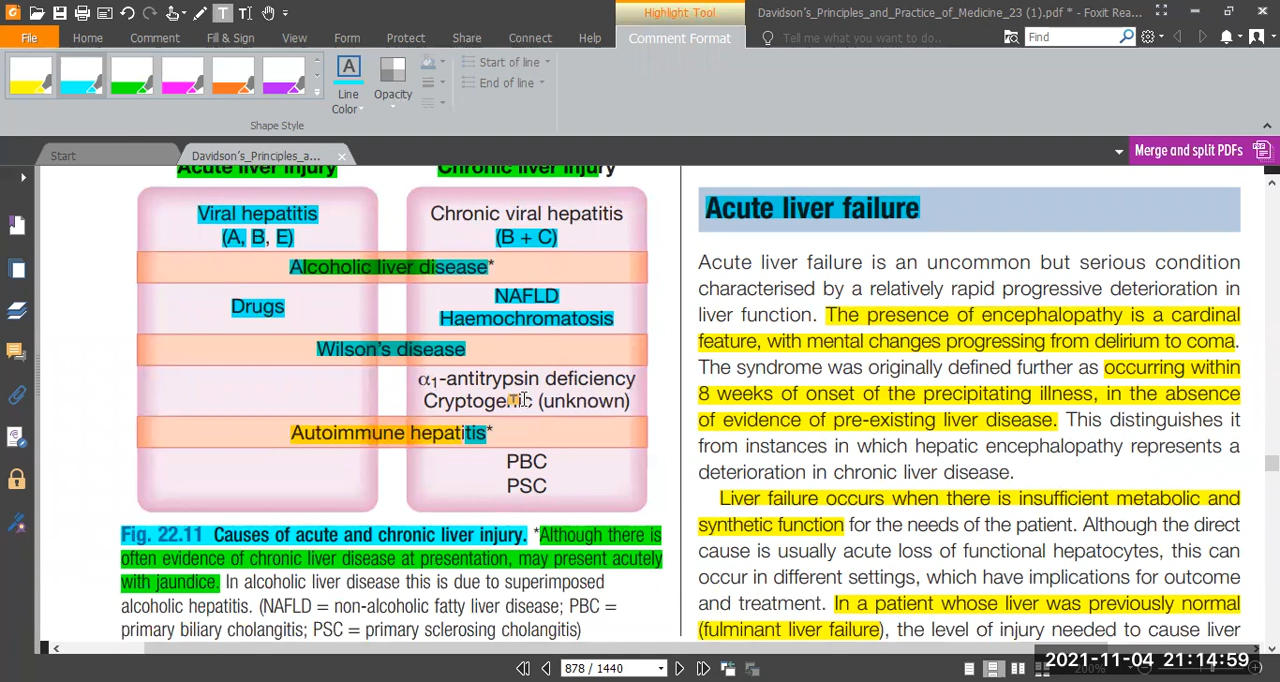 Highlight Tool
Davidson's_Principles_and_Practice_of_Medicine_23 (1).pdf * - Foxit Rea...
File
Home
Comment
Fill & Sign
View
Form
Protect
Share
Connect
Help
Comment Format
Tell me what you want to do..
Find
Line
Color
Opacity
Start of line
End of line
Shape Style
Start
Davidson's_Principles_a...
Merge and split PDFs
Acute liver injury
Chronic liver injury
Viral hepatitis
(A, B, E)
Chronic viral hepatitis
(B + C)
Alcoholic liver disease*
Drugs
NAFLD
Haemochromatosis
Wilson's disease
α1-antitrypsin deficiency
Cryptogenic (unknown)
Autoimmune hepatitis*
PBC
PSC
Fig. 22.11 Causes of acute and chronic liver injury. *Although there is
often evidence of chronic liver disease at presentation, may present acutely
with jaundice. In alcoholic liver disease this is due to superimposed
alcoholic hepatitis. (NAFLD = non-alcoholic fatty liver disease; PBC =
primary biliary cholangitis; PSC = primary sclerosing cholangitis)
Acute liver failure
Acute liver failure is an uncommon but serious condition
characterised by a relatively rapid progressive deterioration in
liver function. The presence of encephalopathy is a cardinal
feature, with mental changes progressing from delirium to coma.
The syndrome was originally defined further as occurring within
8 weeks of onset of the precipitating illness, in the absence
of evidence of pre-existing liver disease. This distinguishes it
from instances in which hepatic encephalopathy represents a
deterioration in chronic liver disease.
Liver failure occurs when there is insufficient metabolic and
synthetic function for the needs of the patient. Although the direct
cause is usually acute loss of functional hepatocytes, this can
occur in different settings, which have implications for outcome
and treatment. In a patient whose liver was previously normal
(fulminant liver failure), the level of injury needed to cause liver
878 / 1440
2021-11-04 21:14:59
200%